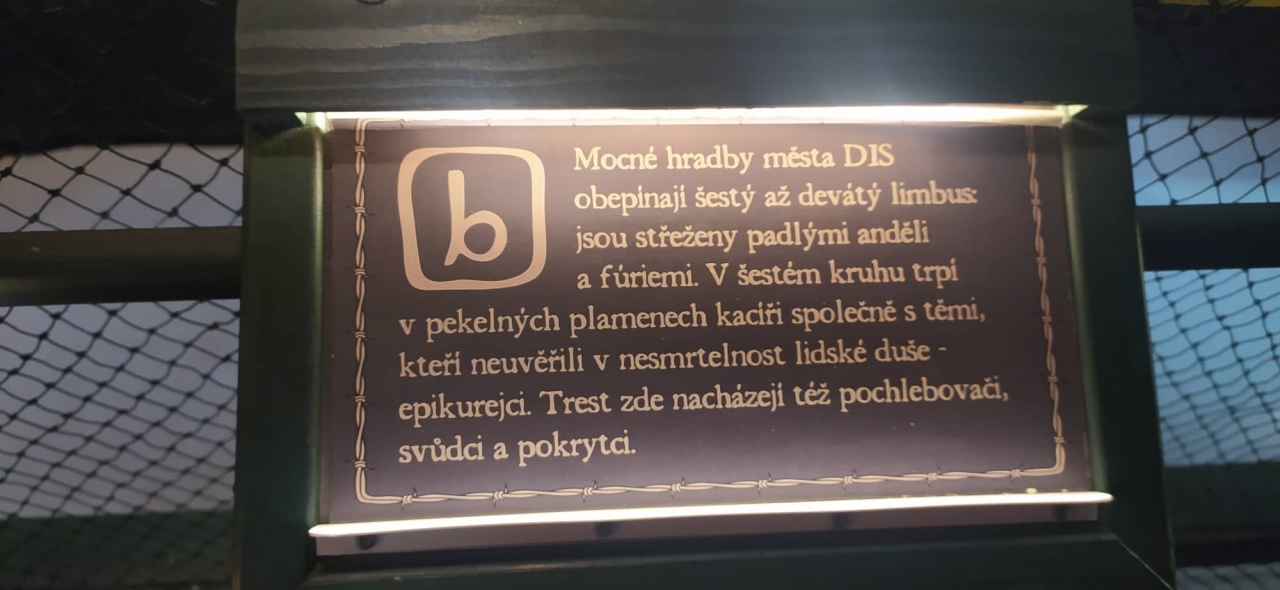 b
Mocné hradby města DIS
obepínají šestý až devátý limbus:
jsou střeženy padlými anděli
a fúriemi. V šestém kruhu trpí
v pekelných plamenech kacíři společně s těmi,
kteří neuvěřili v nesmrtelnost lidské duše -
epikurejci. Trest zde nacházejí též pochlebovači,
svůdci a pokrytci.